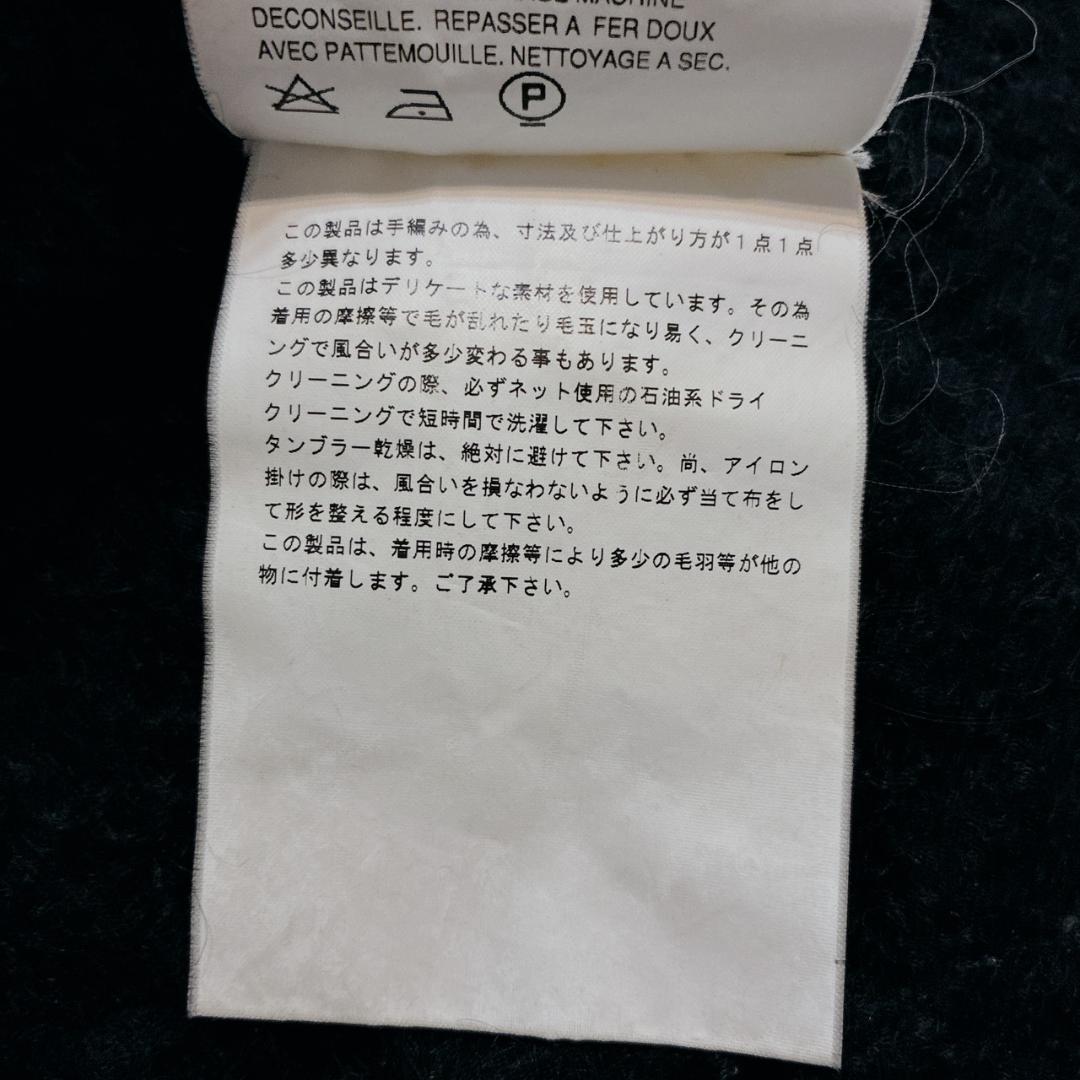 MACHINE
DECONSEILLE. REPASSER A FER DOUX
AVEC PATTEMOUILLE. NETTOYAGE A SEC.
P
この製品は手編みの為、寸法及び仕上がり方が1点1点
多少異なります。
この製品はデリケートな素材を使用しています。その為
着用の摩擦等で毛が乱れたり毛玉になり易く、クリーニ
ングで風合いが多少変わる事もあります。
クリーニングの際、必ずネット使用の石油系ドライ
クリーニングで短時間で洗濯して下さい。
タンブラー乾燥は、絶対に避けて下さい。尚、アイロン
掛けの際は、風合いを損なわないように必ず当て布をし
て形を整える程度にして下さい。
この製品は、着用時の摩擦等により多少の毛羽等が他の
物に付着します。ご了承下さい。